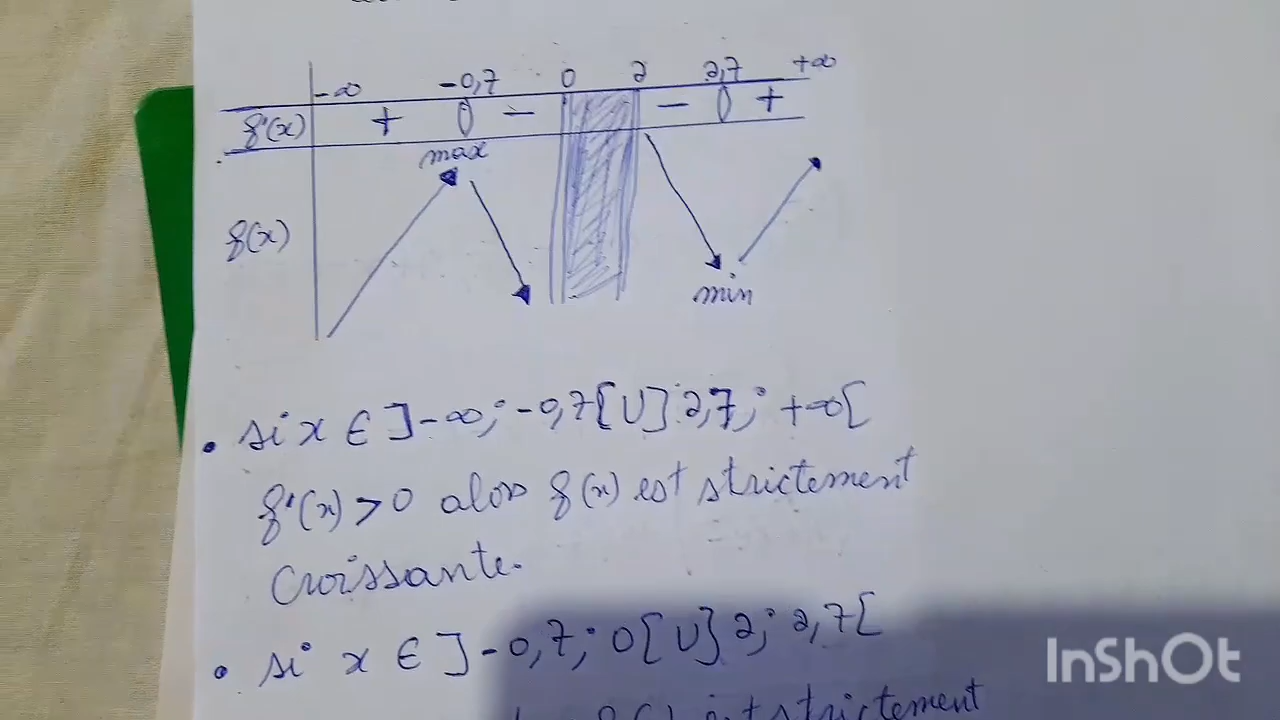 -∞ -0,7 0 2 2,7 +∞
f'(x) + 0 - - 0 +
max
f(x)
min
• si x ∈ ]-∞; -0,7[ U ]2,7; +∞[
f'(x) > 0 alors f(x) est strictement
croissante.
• si x ∈ ]-0,7; 0[ U ]2; 2,7[
strictement
InShOt